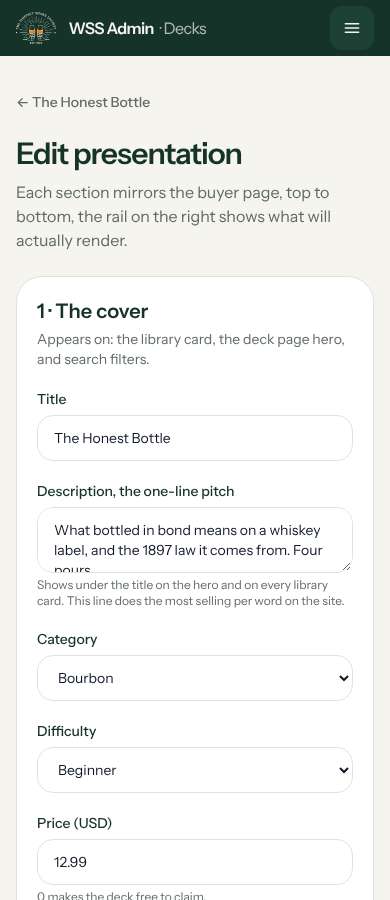 WSS Admin · Decks
← The Honest Bottle
Edit presentation
Each section mirrors the buyer page, top to
bottom, the rail on the right shows what will
actually render.
1 · The cover
Appears on: the library card, the deck page hero,
and search filters.
Title
The Honest Bottle
Description, the one-line pitch
What bottled in bond means on a whiskey
label, and the 1897 law it comes from. Four
pours
Shows under the title on the hero and on every library
card. This line does the most selling per word on the site.
Category
Bourbon
Difficulty
Beginner
Price (USD)
12.99
0 makes the deck free to claim.